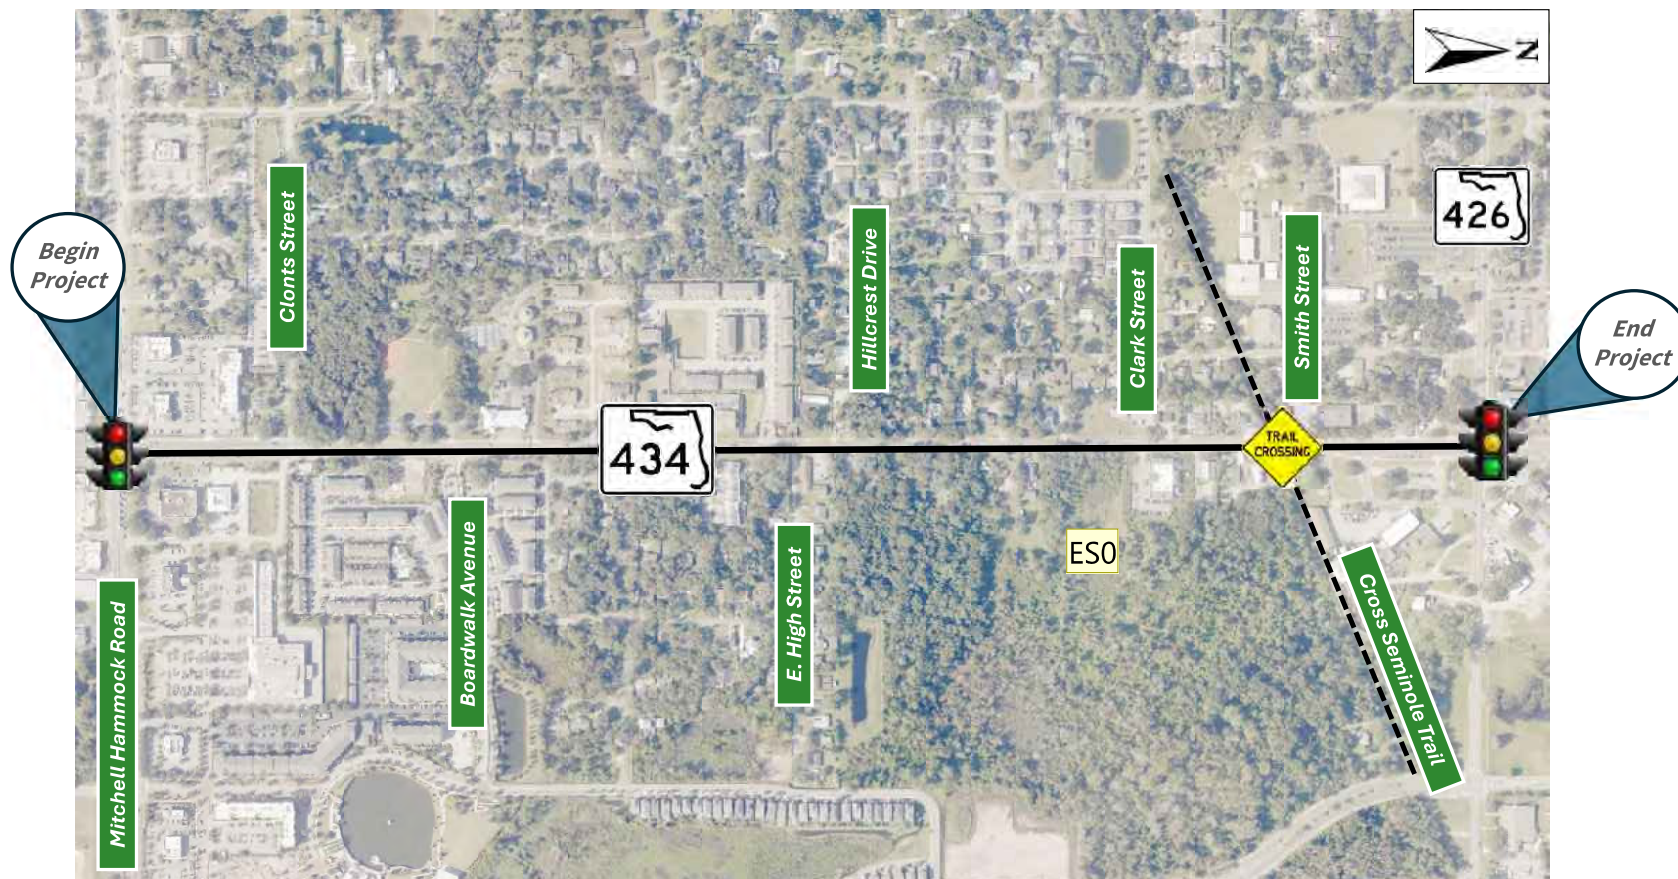 N
426
Begin
Project
Clonts Street
Hillcrest Drive
Clark Street
Smith Street
End
Project
434
TRAIL
CROSSING
Mitchell Hammock Road
Boardwalk Avenue
E. High Street
ES0
Cross Seminole Trail